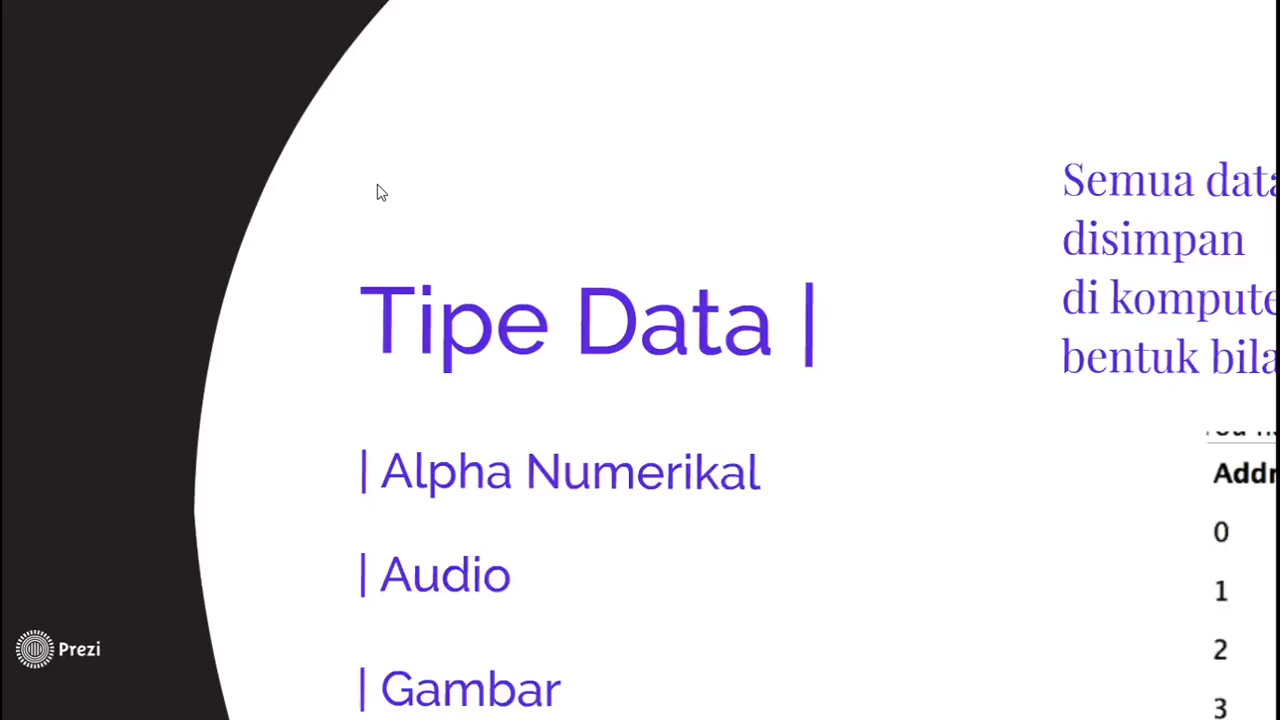 Tipe Data |
| Alpha Numerikal
| Audio
| Gambar
Semua data
disimpan
di kompute
bentuk bila
Addr
0
1
2
3
Prezi